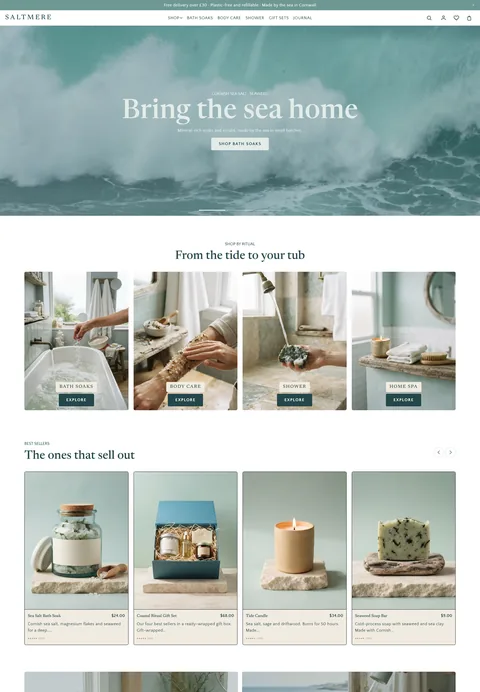 Free delivery over £30 · Plastic-free and refillable · Made by the sea in Cornwall
SALTMERE
SHOP BATH SOAKS BODY CARE SHOWER GIFT SETS JOURNAL
Bring the sea home
SHOP BATH SOAKS
SHOP BY RITUAL
From the tide to your tub
BATH SOAKS
EXPLORE
BODY CARE
EXPLORE
SHOWER
EXPLORE
HOME SPA
EXPLORE
BEST SELLERS
The ones that sell out
Sea Salt Bath Soak
Cornish sea salt, magnesium flakes and seaweed for a deep...
Coastal Ritual Gift Set $68.00
Our four best sellers in a ready-wrapped gift box. Gift-wrapped...
Tide Candle $34.00
Sea salt, sage and driftwood. Burns for 50 hours. Made...
Seaweed Soap Bar
Cold-process soap with seaweed and sea clay. Made with Cornish...